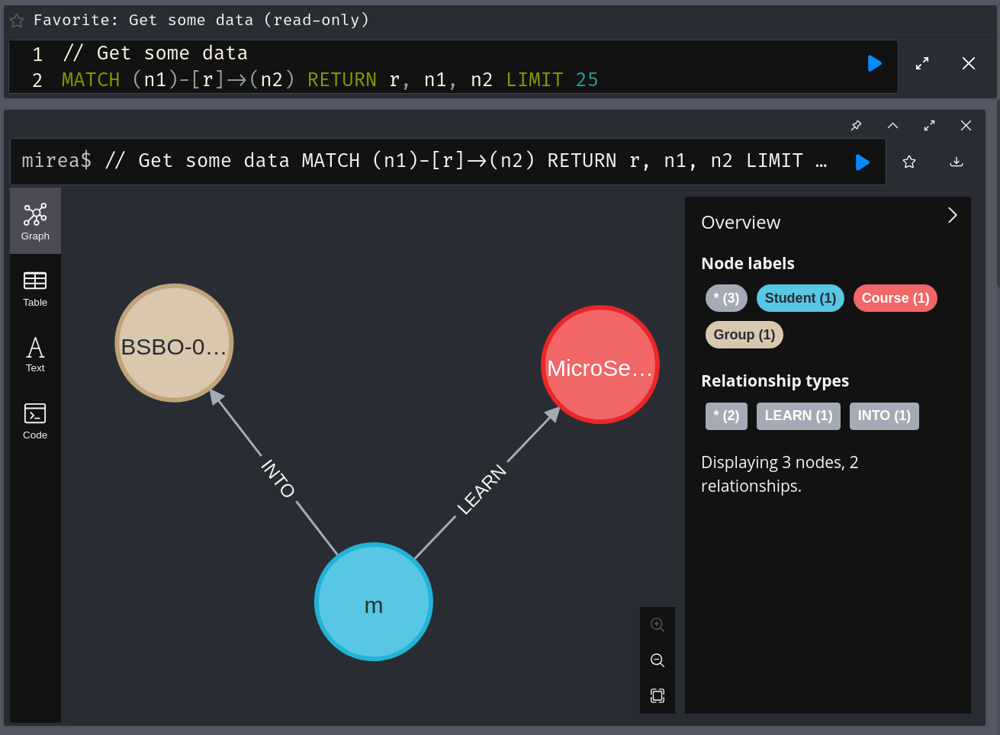 Favorite: Get some data (read-only)
1 // Get some data
2 MATCH (n1)-[r]->(n2) RETURN r, n1, n2 LIMIT 25
mirea$ // Get some data MATCH (n1)-[r]->(n2) RETURN r, n1, n2 LIMIT …
Graph
Table
Text
Code
BSBO-0…
MicroSe…
INTO
LEARN
m
Overview
Node labels
* (3) Student (1) Course (1)
Group (1)
Relationship types
* (2) LEARN (1) INTO (1)
Displaying 3 nodes, 2
relationships.